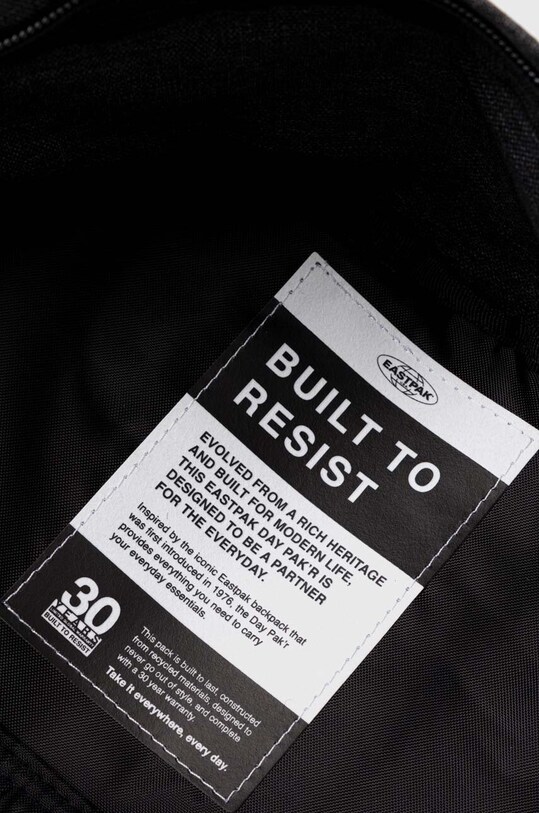 EASTPAK
BUILT TO
RESIST
EVOLVED FROM A RICH HERITAGE
AND BUILT FOR MODERN LIFE,
THIS EASTPAK DAY PAK'R IS
DESIGNED TO BE A PARTNER
FOR THE EVERYDAY.
Inspired by the iconic Eastpak backpack that
was first introduced in 1976, the Day Pak'r
provides everything you need to carry
your everyday essentials.
30
YEARS
BUILT TO RESIST
This pack is built to last, constructed
from recycled materials, designed to
never go out of style, and complete
with a 30 year warranty.
Take it everywhere, every day.